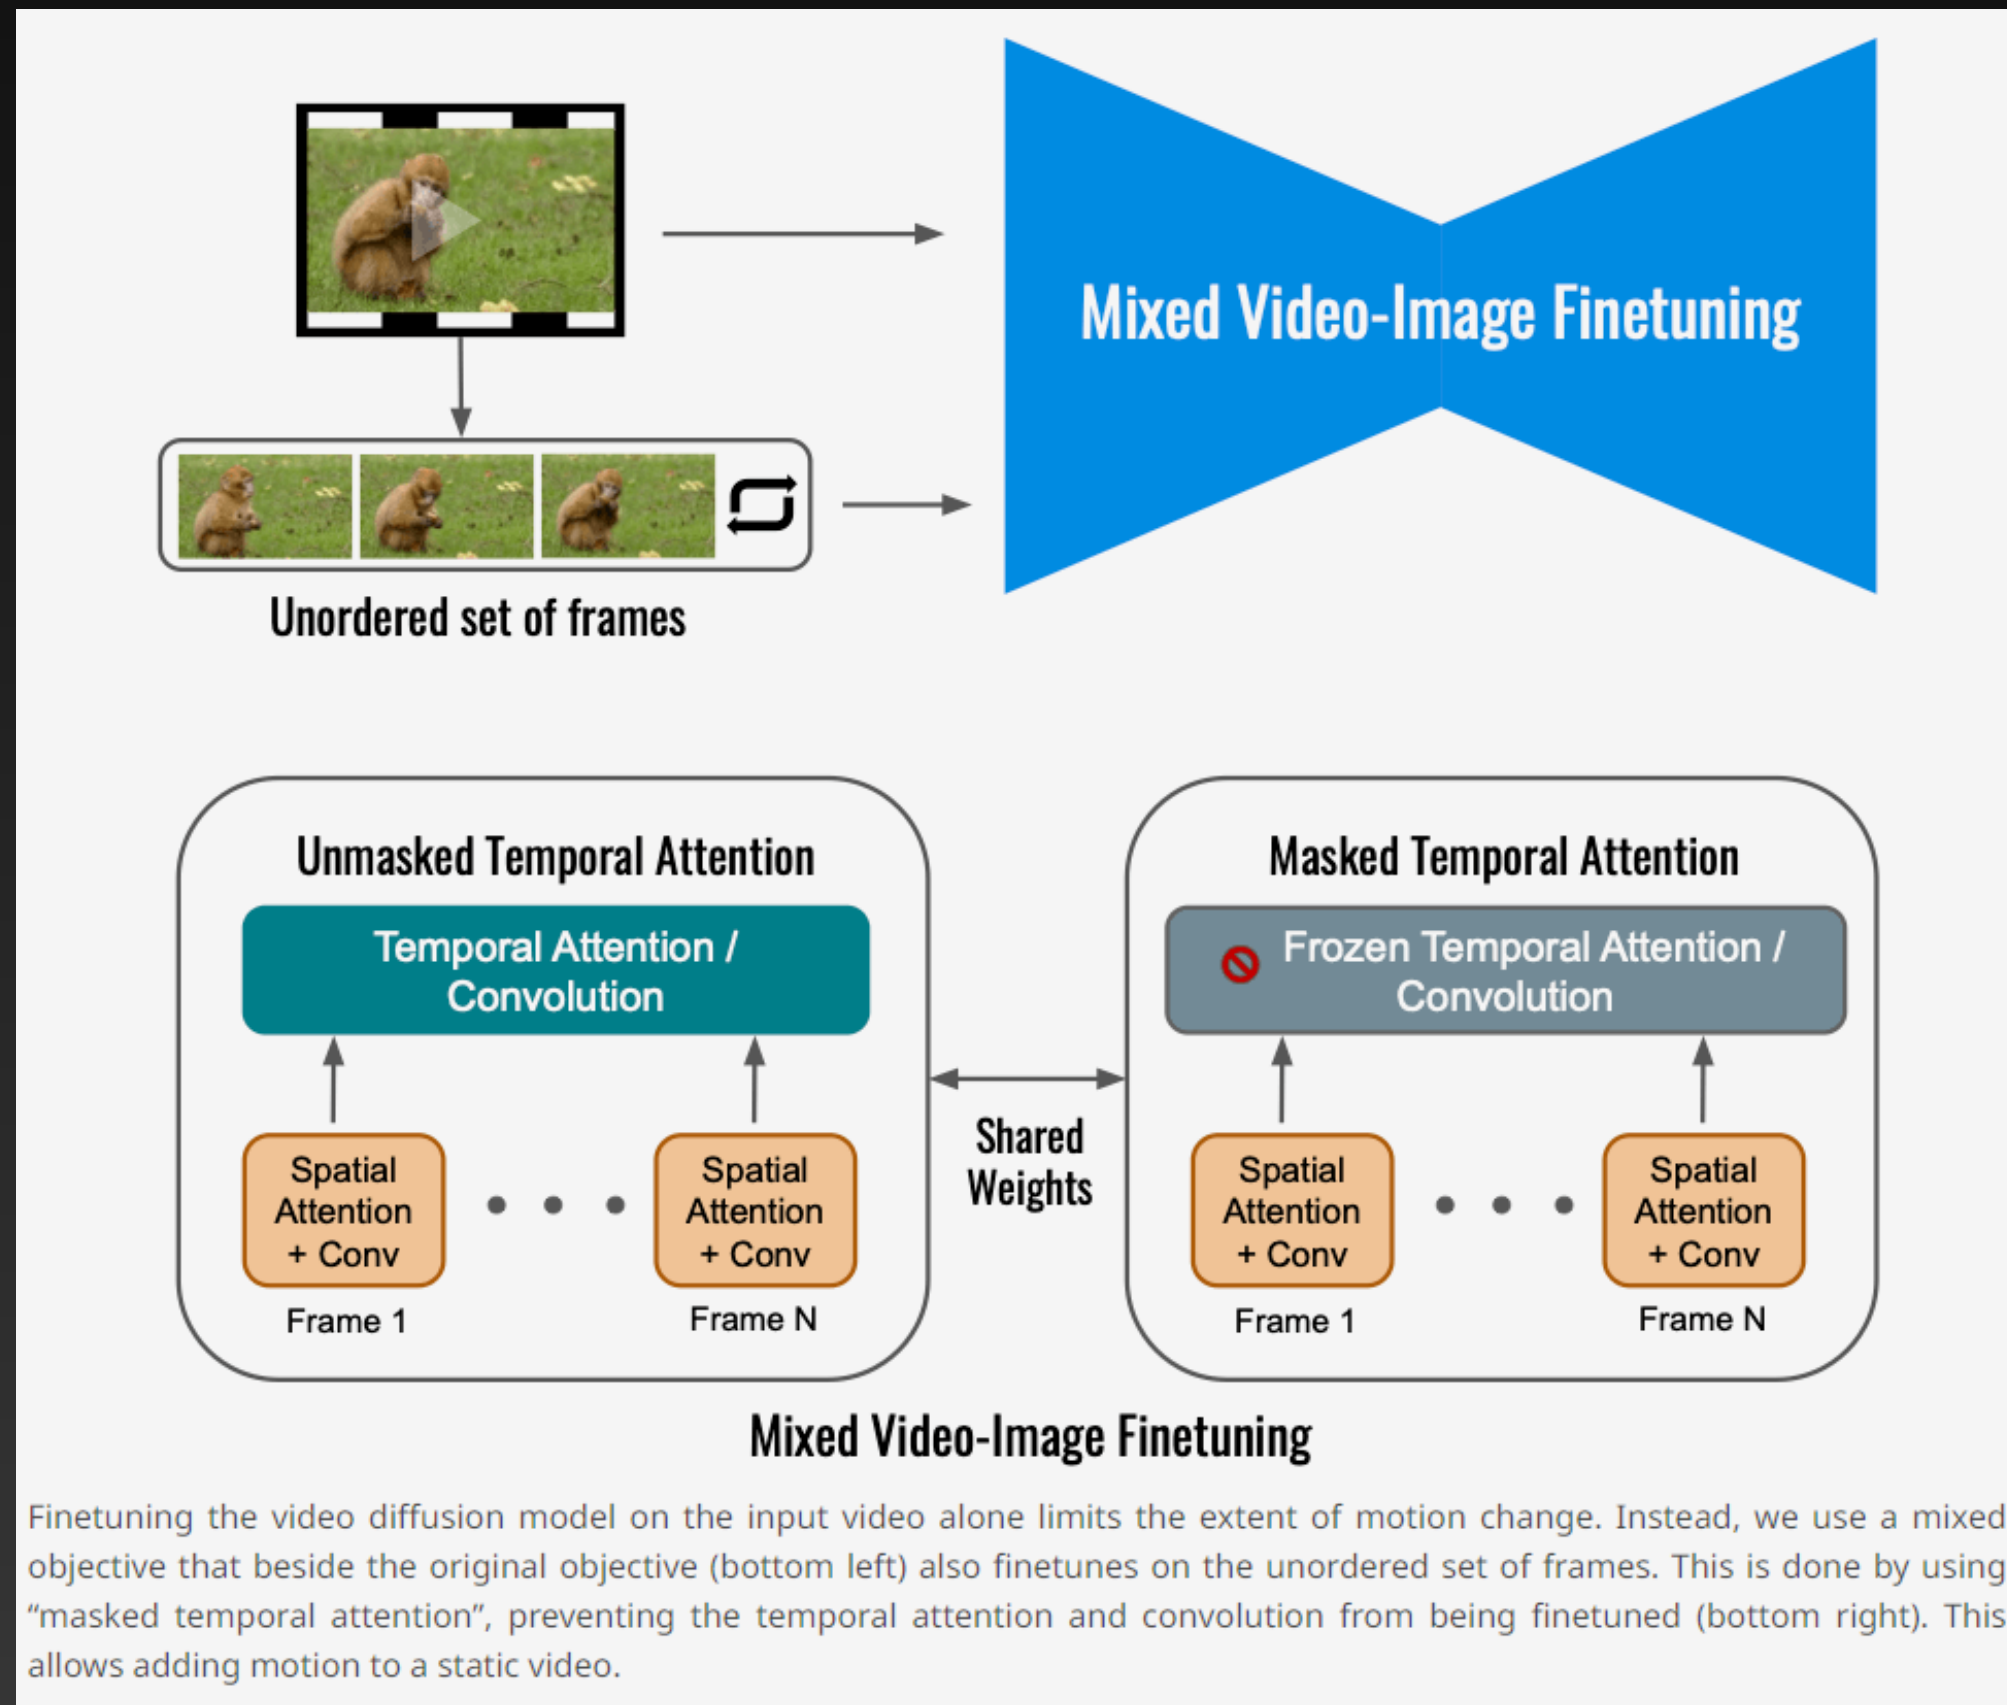 Mixed Video-Image Finetuning
Unordered set of frames
Unmasked Temporal Attention
Temporal Attention /
Convolution
Spatial
Attention
+ Conv
Frame 1
Spatial
Attention
+ Conv
Frame N
Shared
Weights
Masked Temporal Attention
Frozen Temporal Attention /
Convolution
Spatial
Attention
+ Conv
Frame 1
Spatial
Attention
+ Conv
Frame N
Mixed Video-Image Finetuning
Finetuning the video diffusion model on the input video alone limits the extent of motion change. Instead, we use a mixed
objective that beside the original objective (bottom left) also finetunes on the unordered set of frames. This is done by using
“masked temporal attention”, preventing the temporal attention and convolution from being finetuned (bottom right). This
allows adding motion to a static video.